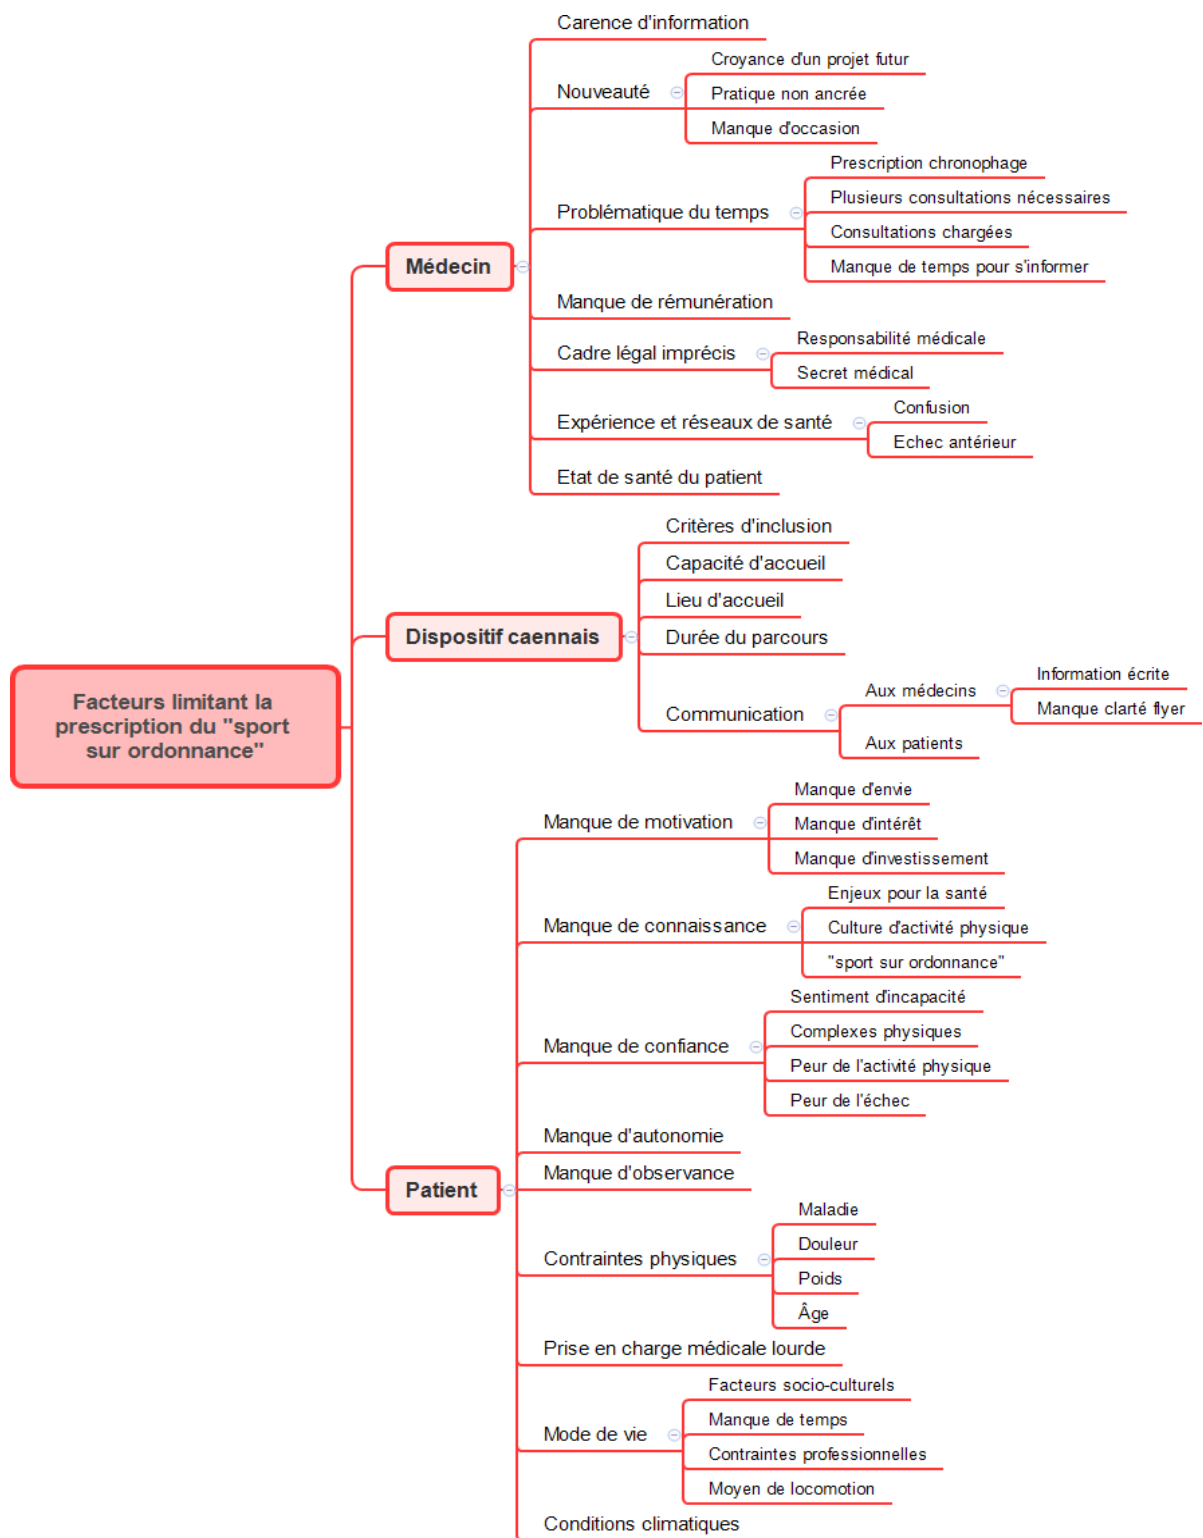 Facteurs limitant la
prescription du "sport
sur ordonnance"
Médecin
Carence d'information
Nouveauté
Croyance d'un projet futur
Pratique non ancrée
Manque d'occasion
Problématique du temps
Prescription chronophage
Plusieurs consultations nécessaires
Consultations chargées
Manque de temps pour s'informer
Manque de rémunération
Cadre légal imprécis
Responsabilité médicale
Secret médical
Expérience et réseaux de santé
Confusion
Echec antérieur
Etat de santé du patient
Dispositif caennais
Critères d'inclusion
Capacité d'accueil
Lieu d'accueil
Durée du parcours
Communication
Aux médecins
Information écrite
Manque clarté flyer
Aux patients
Patient
Manque de motivation
Manque d'envie
Manque d'intérêt
Manque d'investissement
Manque de connaissance
Enjeux pour la santé
Culture d'activité physique
"sport sur ordonnance"
Manque de confiance
Sentiment d'incapacité
Complexes physiques
Peur de l'activité physique
Peur de l'échec
Manque d'autonomie
Manque d'observance
Contraintes physiques
Maladie
Douleur
Poids
Âge
Prise en charge médicale lourde
Mode de vie
Facteurs socio-culturels
Manque de temps
Contraintes professionnelles
Moyen de locomotion
Conditions climatiques